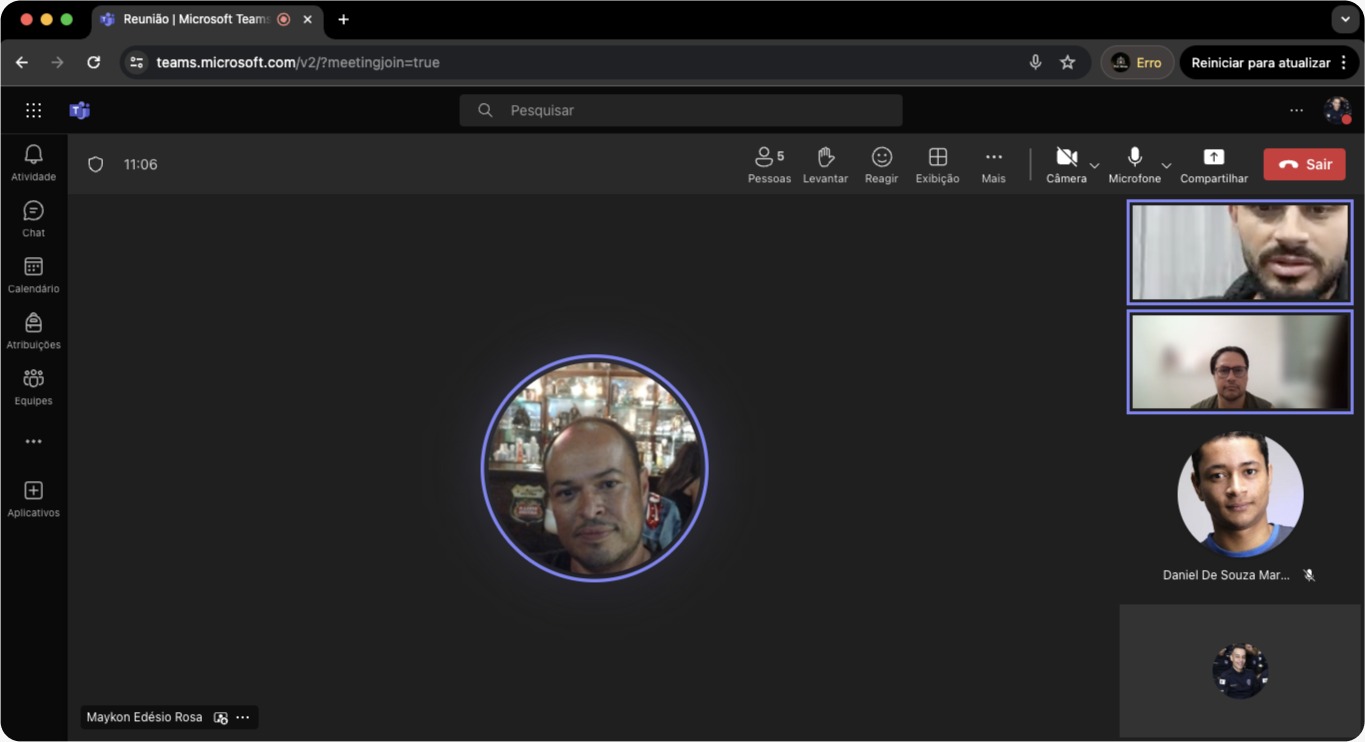 Reunião | Microsoft Teams
teams.microsoft.com/v2/?meetingjoin=true
Erro
Reiniciar para atualizar
Pesquisar
Atividade
Chat
Calendário
Atribuições
Equipes
Aplicativos
11:06
5
Pessoas
Levantar
Reagir
Exibição
Mais
Câmera
Microfone
Compartilhar
Sair
Daniel De Souza Mar...
Maykon Edésio Rosa